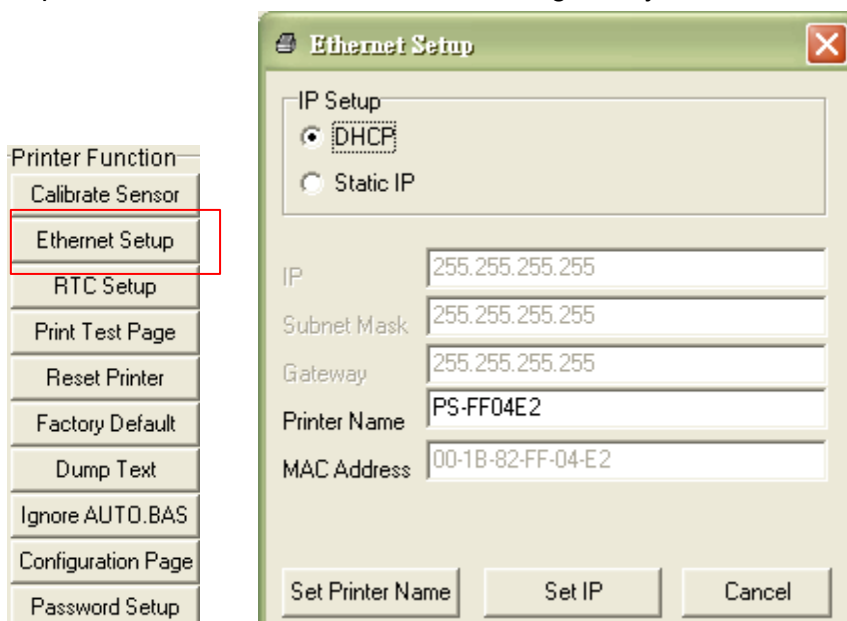 Printer Function
Calibrate Sensor
Ethernet Setup
RTC Setup
Print Test Page
Reset Printer
Factory Default
Dump Text
Ignore AUTO.BAS
Configuration Page
Password Setup
Ethernet Setup
IP Setup
DHCP
Static IP
IP 255.255.255.255
Subnet Mask 255.255.255.255
Gateway 255.255.255.255
Printer Name PS-FF04E2
MAC Address 00-1B-82-FF-04-E2
Set Printer Name Set IP Cancel